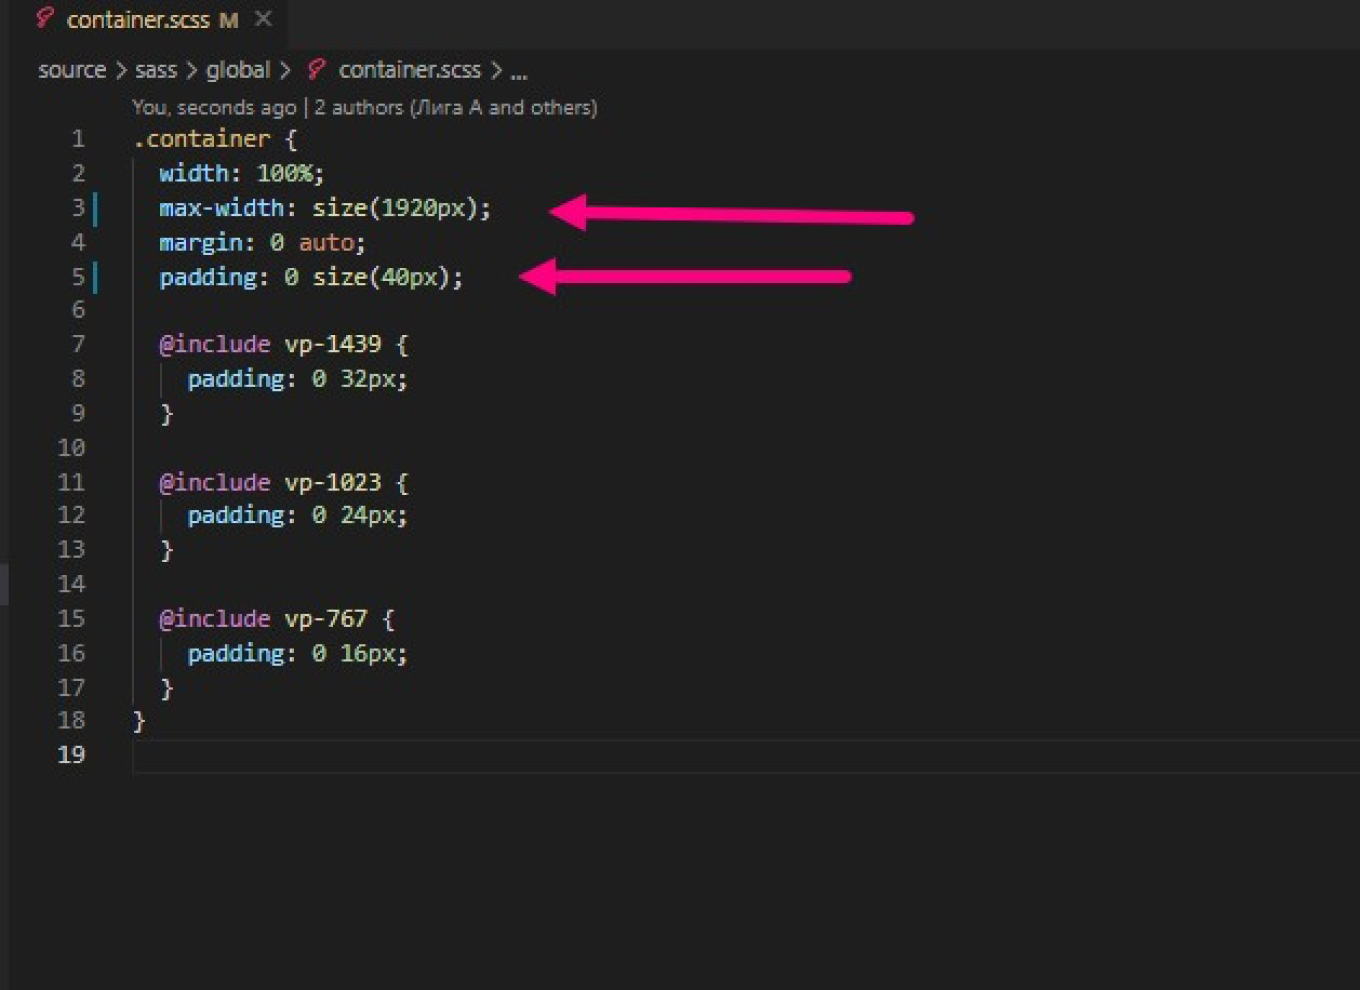 container.scss M ×
source > sass > global > container.scss > ...
You, seconds ago | 2 authors (Лига А and others)
1 .container {
2 width: 100%;
3 max-width: size(1920px);
4 margin: 0 auto;
5 padding: 0 size(40px);
6
7 @include vp-1439 {
8 padding: 0 32px;
9 }
10
11 @include vp-1023 {
12 padding: 0 24px;
13 }
14
15 @include vp-767 {
16 padding: 0 16px;
17 }
18 }
19